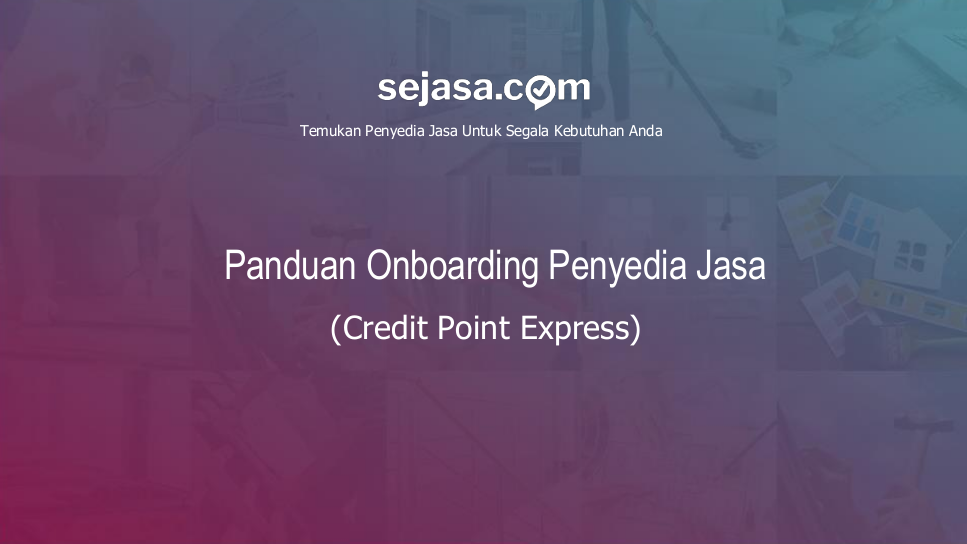 sejasa.com
Temukan Penyedia Jasa Untuk Segala Kebutuhan Anda
Panduan Onboarding Penyedia Jasa
(Credit Point Express)